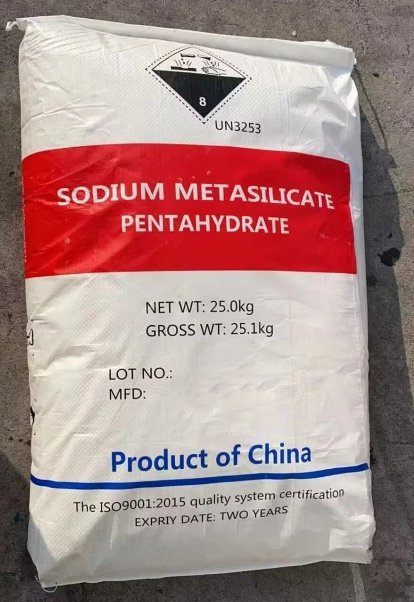 8
UN3253
SODIUM METASILICATE
PENTAHYDRATE
NET WT: 25.0kg
GROSS WT: 25.1kg
LOT NO.:
MFD:
Product of China
The ISO9001:2015 quality system certification
EXPRIY DATE: TWO YEARS